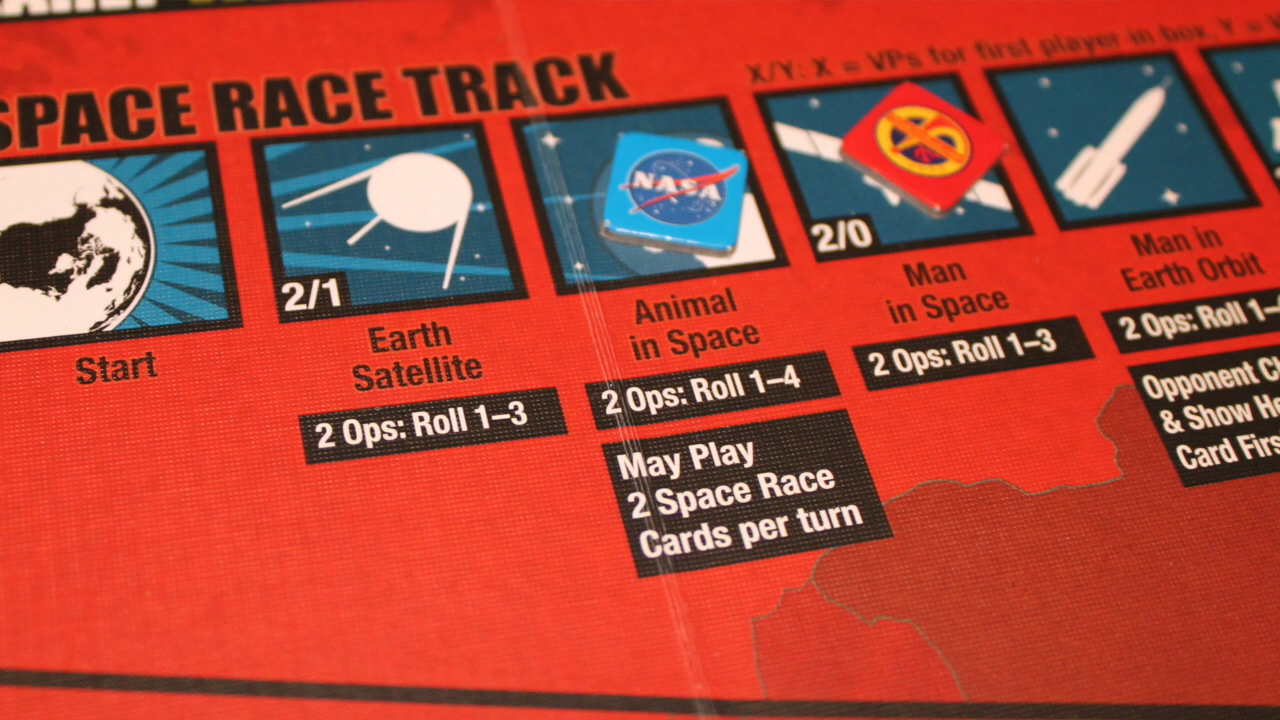 SPACE RACE TRACK
X/Y: X = VPs for first player in box, Y =
2/1
NASA
2/0
Start
Earth
Satellite
2 Ops: Roll 1–3
Animal
in Space
2 Ops: Roll 1–4
May Play
2 Space Race
Cards per turn
Man
in Space
2 Ops: Roll 1–3
Man in
Earth Orbit
2 Ops: Roll 1–
Opponent
& Show
Card